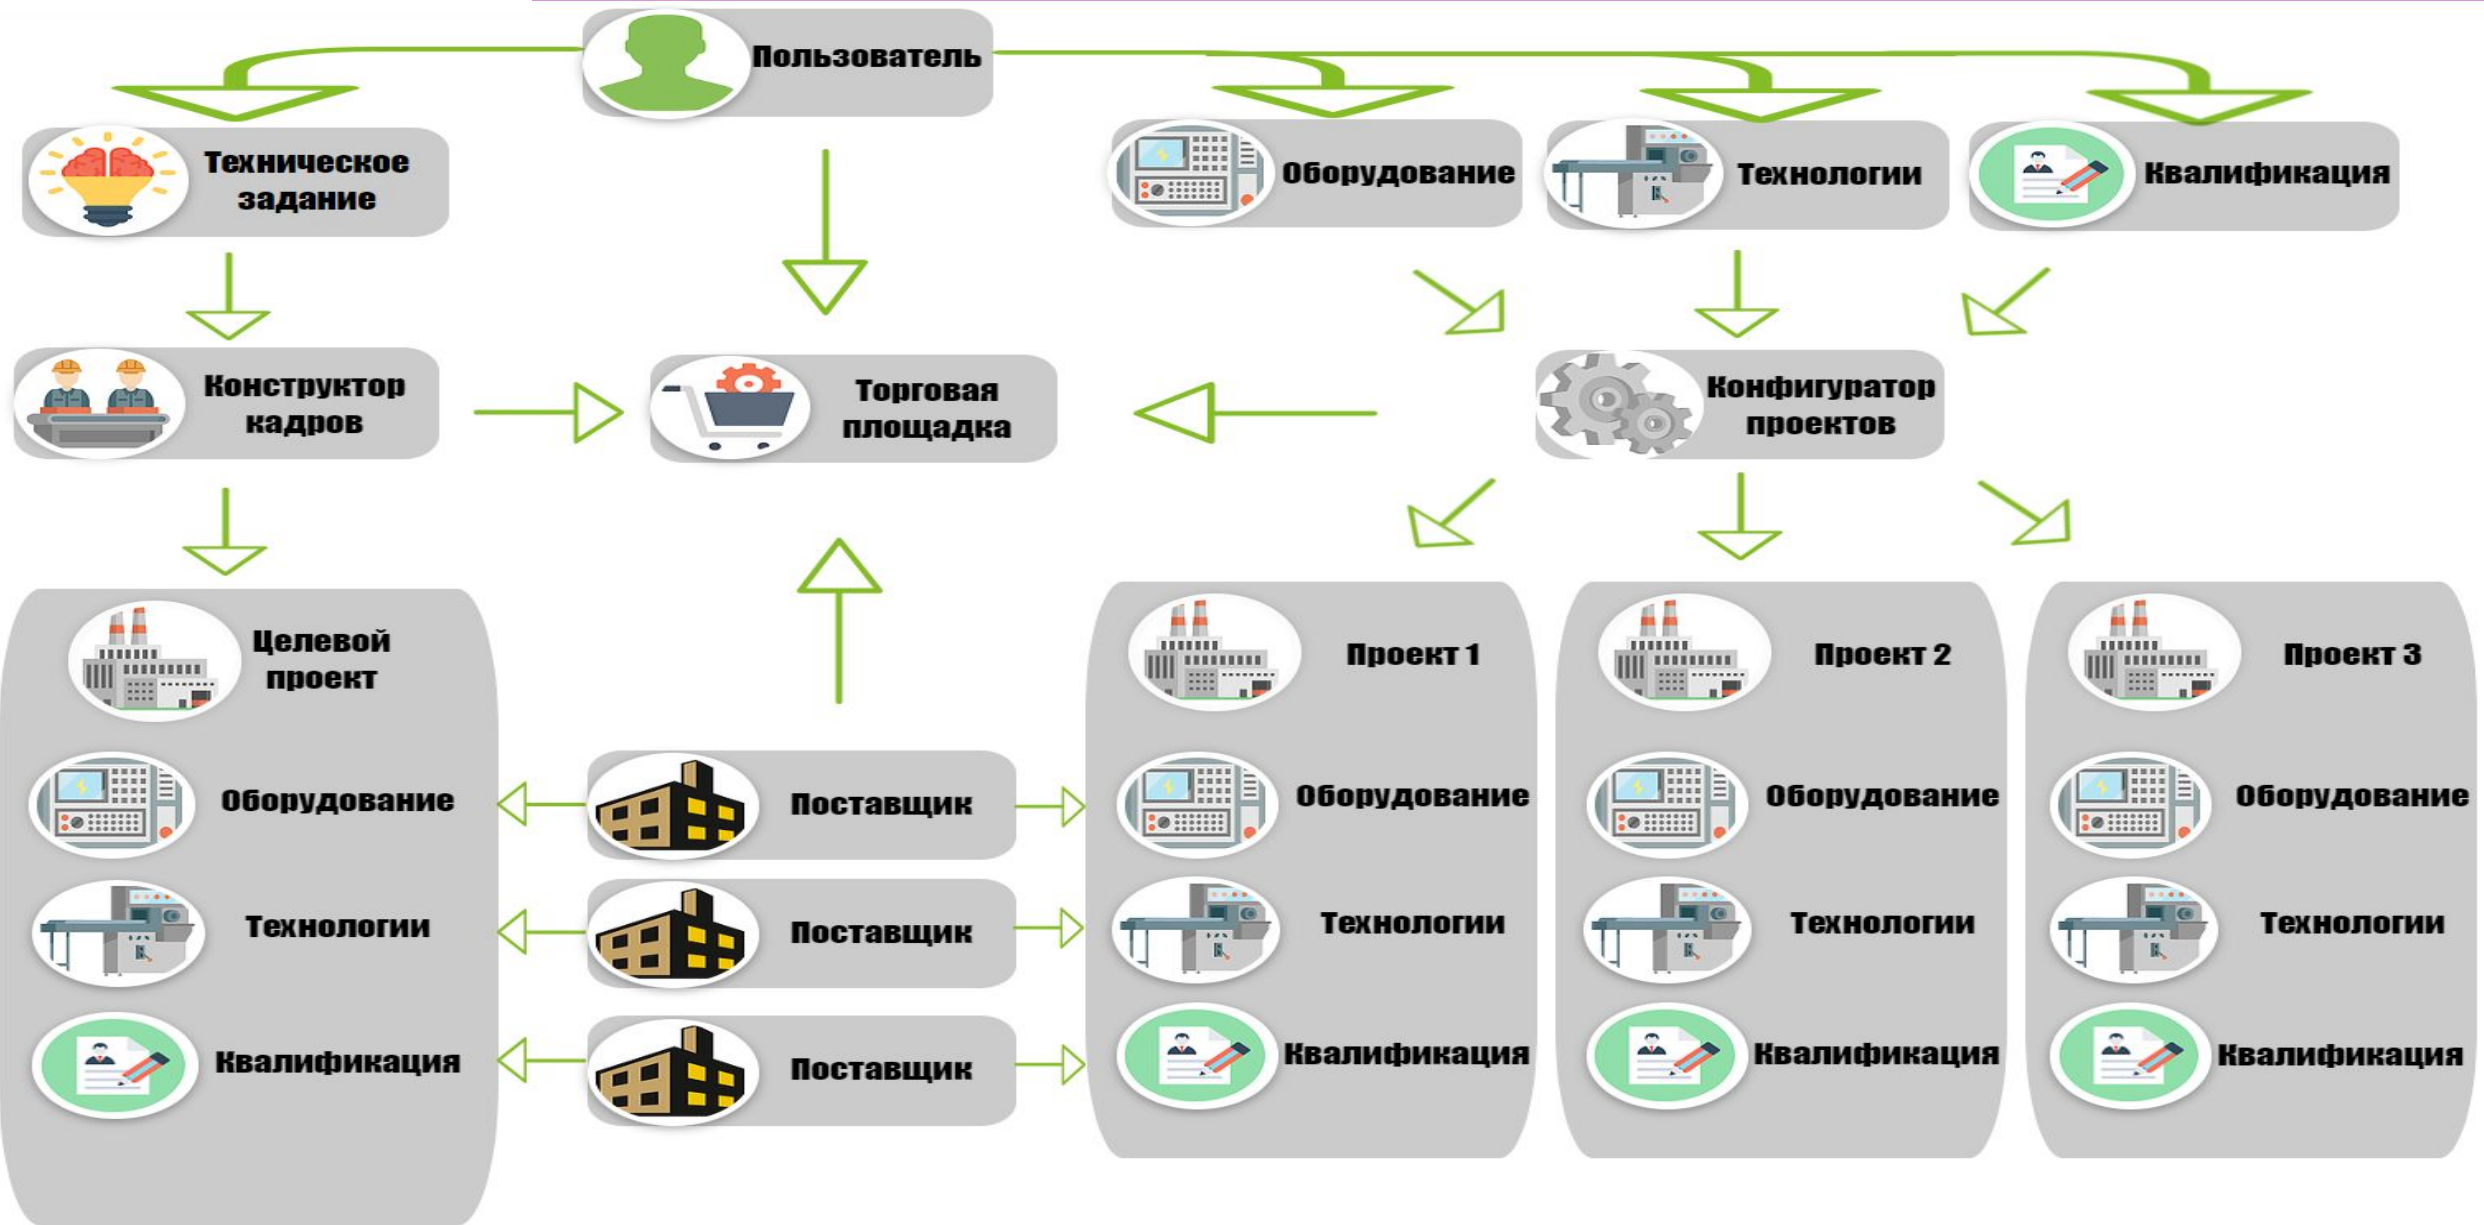 Пользователь
Техническое
задание
Оборудование
Технологии
Квалификация
Конструктор
кадров
Торговая
площадка
Конфигуратор
проектов
Целевой
проект
Оборудование
Технологии
Квалификация
Поставщик
Поставщик
Поставщик
Проект 1
Оборудование
Технологии
Квалификация
Проект 2
Оборудование
Технологии
Квалификация
Проект 3
Оборудование
Технологии
Квалификация